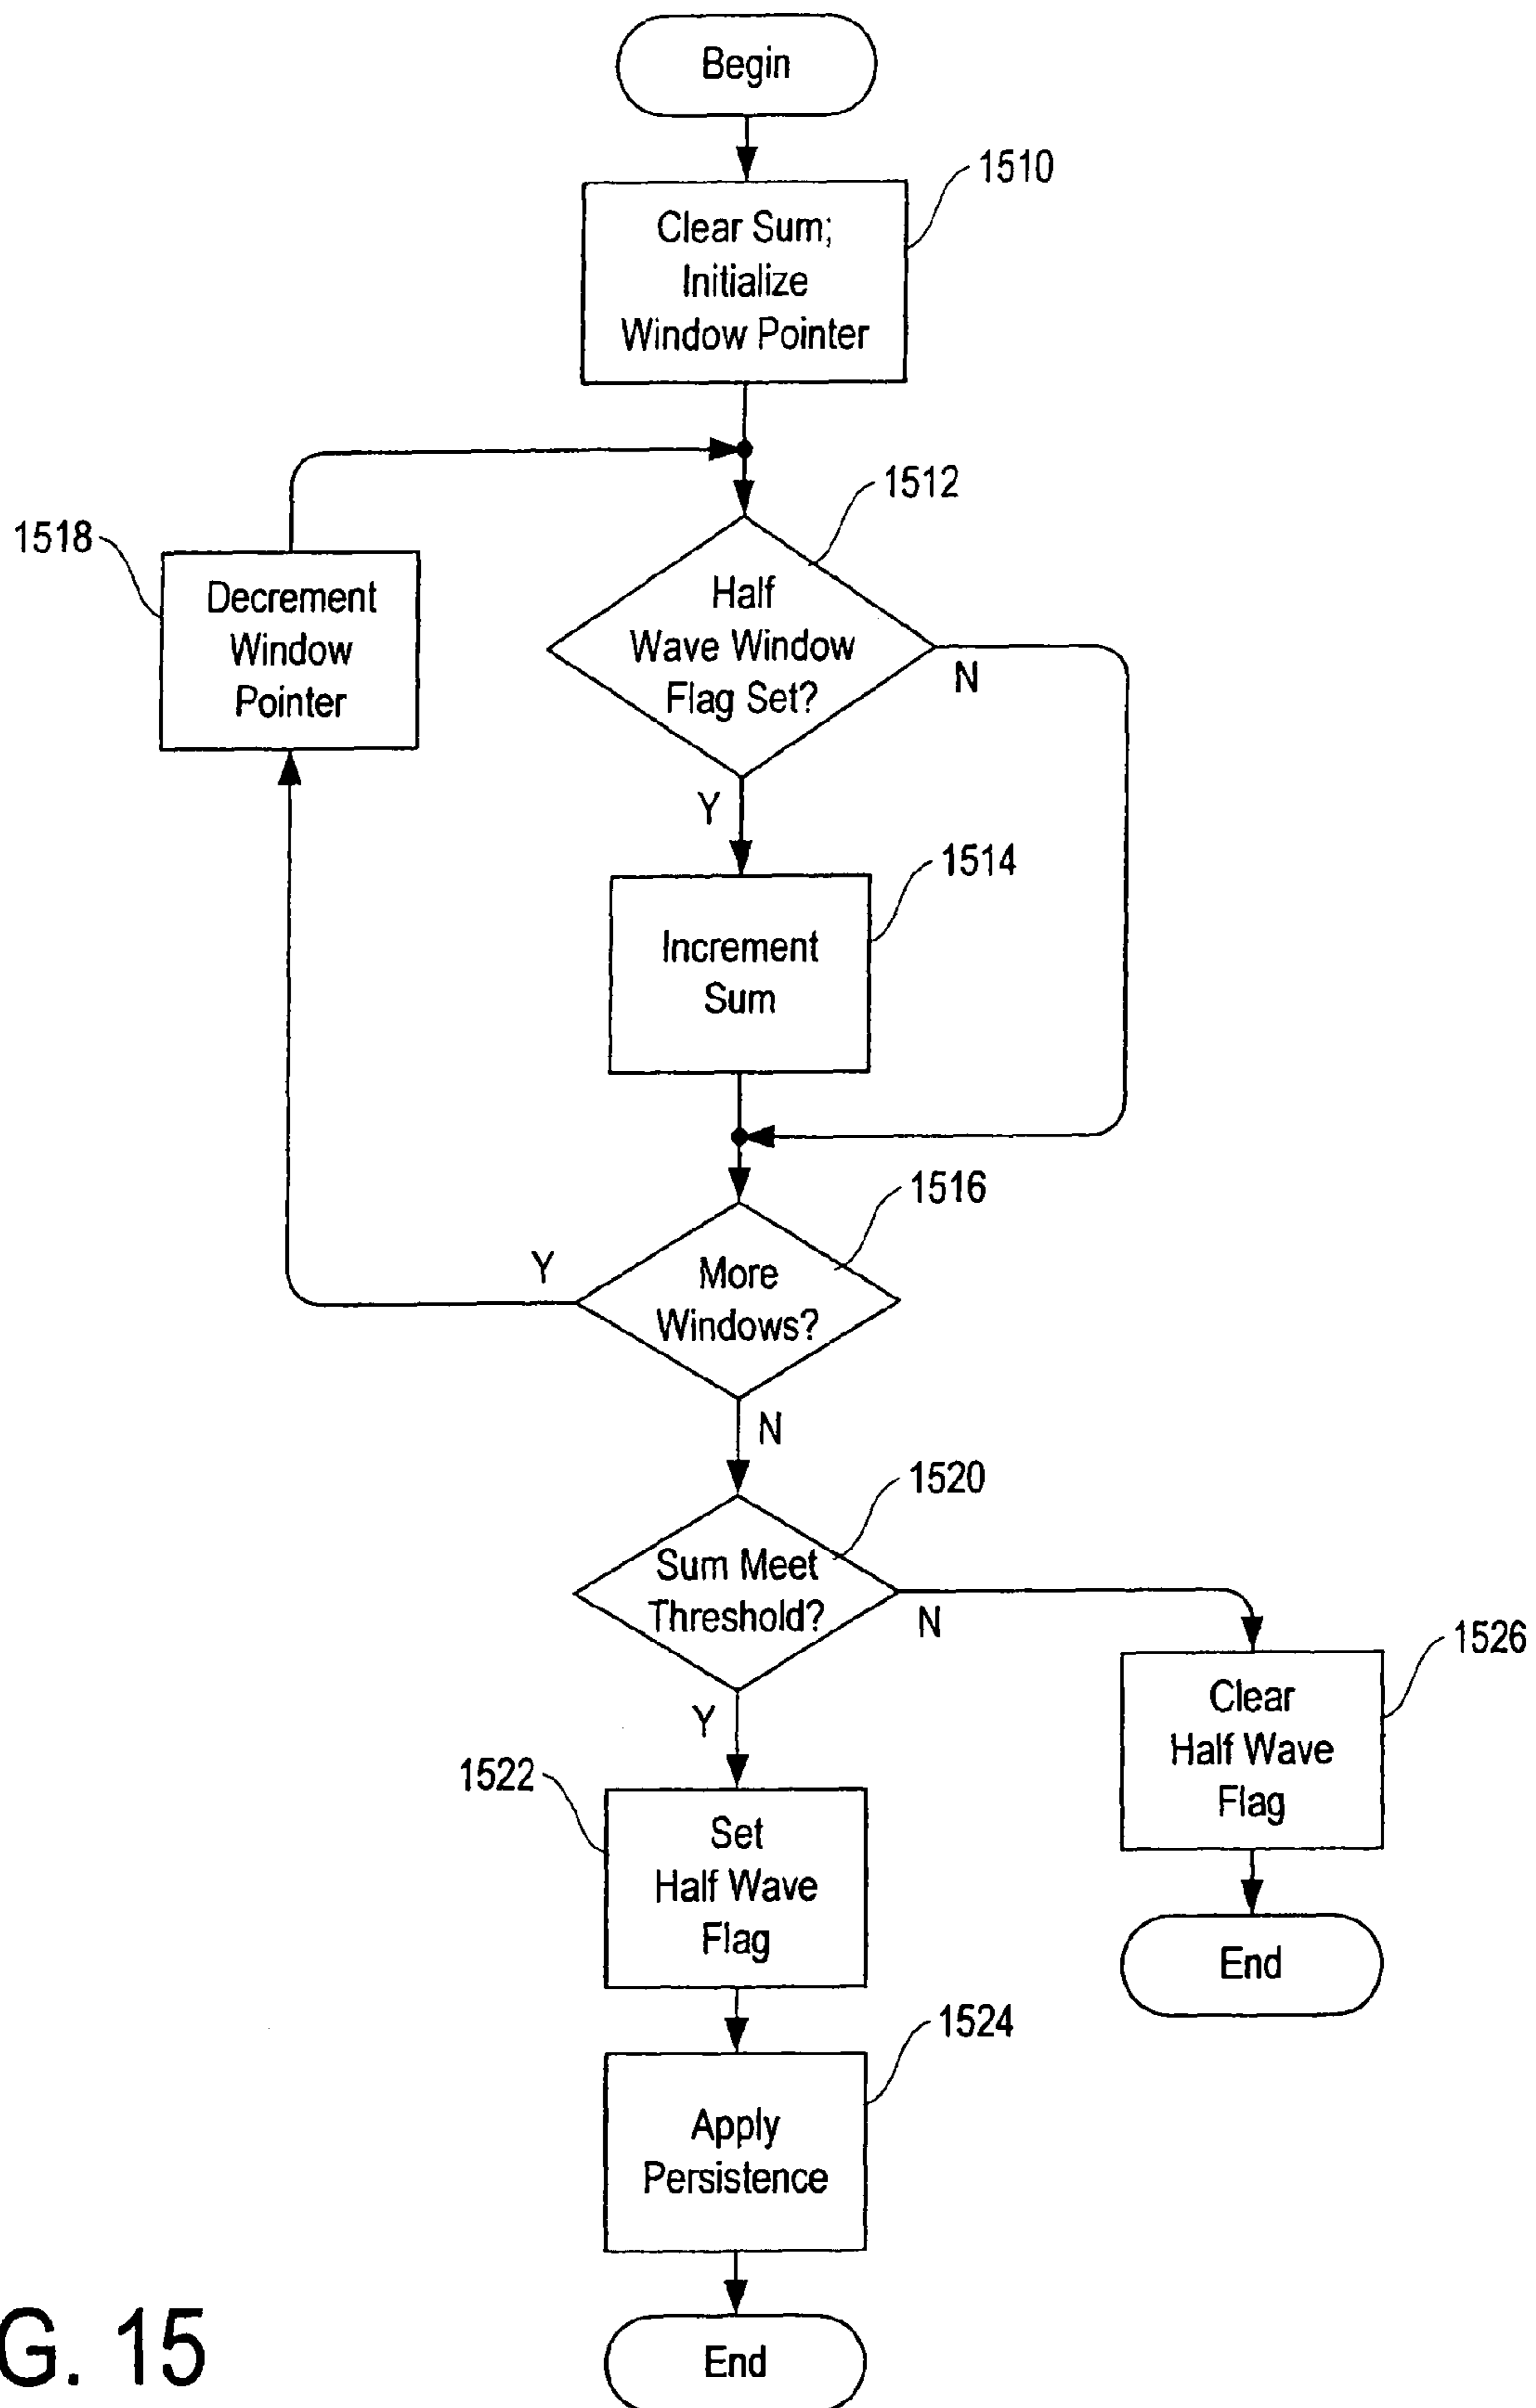 Begin
1510
Clear Sum;
Initialize
Window Pointer
1512
1518
Decrement
Window
Pointer
Half
Wave Window
Flag Set?
N
Y
1514
Increment
Sum
1516
More
Windows?
Y
N
1520
Sum Meet
Threshold?
N
Y
1526
Clear
Half Wave
Flag
1522
Set
Half Wave
Flag
End
1524
Apply
Persistence
End
G. 15